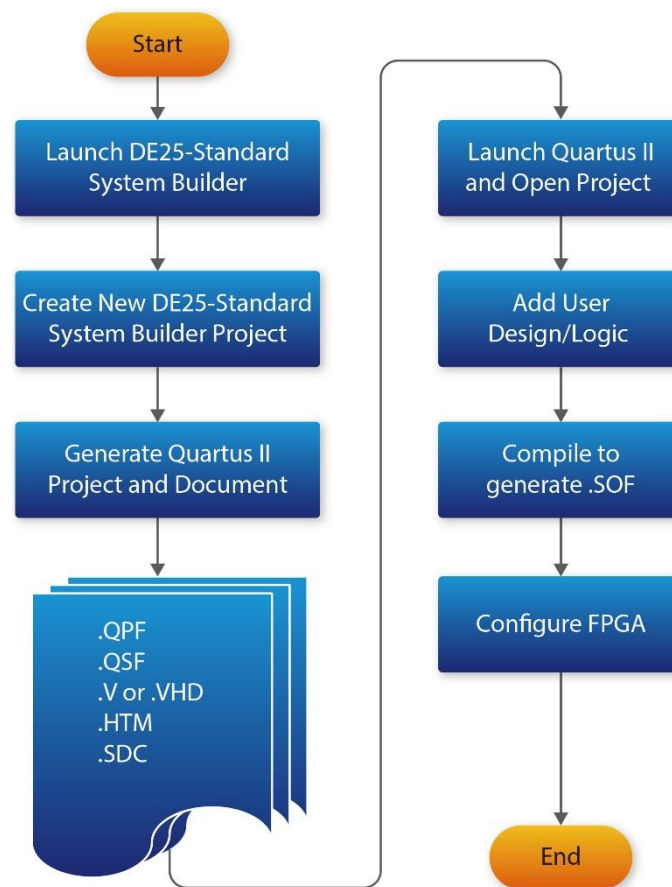 Start
Launch DE25-Standard
System Builder
Create New DE25-Standard
System Builder Project
Generate Quartus II
Project and Document
.QPF
.QSF
.V or .VHD
.HTM
.SDC
Launch Quartus II
and Open Project
Add User
Design/Logic
Compile to
generate .SOF
Configure FPGA
End